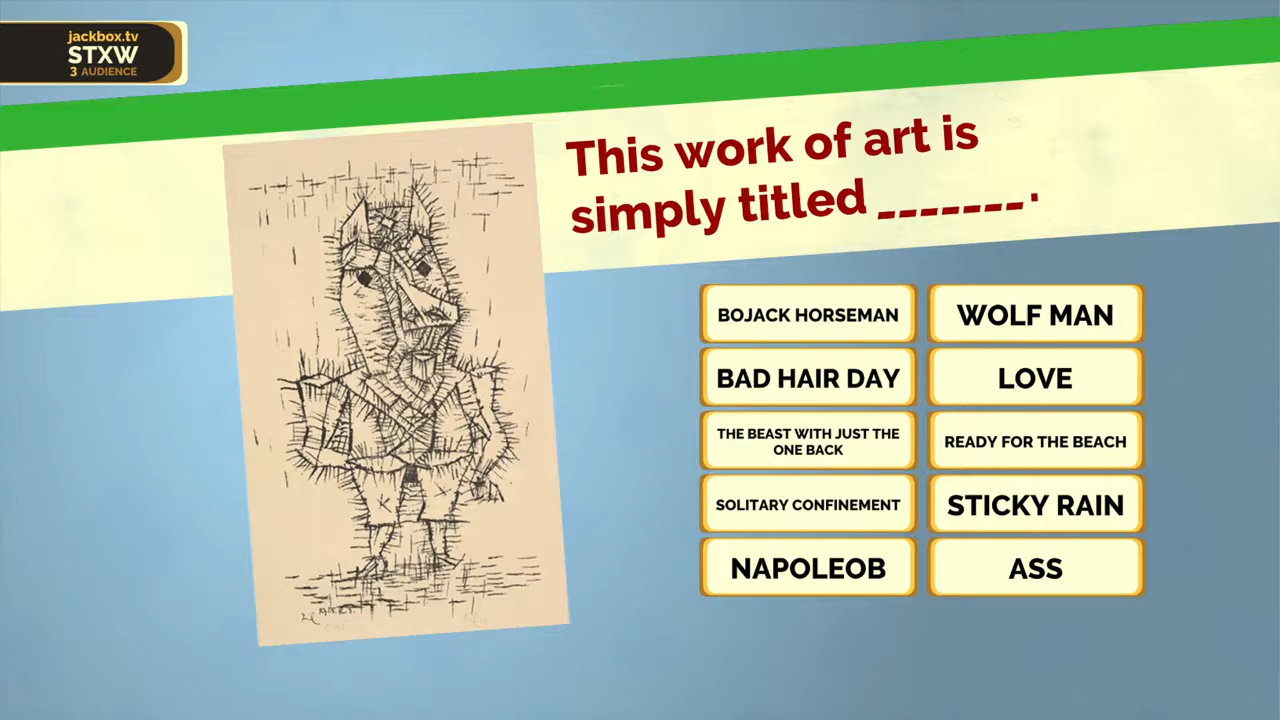 jackbox.tv
STXW
3 AUDIENCE
This work of art is
simply titled _______.
BOJACK HORSEMAN
WOLF MAN
BAD HAIR DAY
LOVE
THE BEAST WITH JUST THE
ONE BACK
READY FOR THE BEACH
SOLITARY CONFINEMENT
STICKY RAIN
NAPOLEOB
ASS